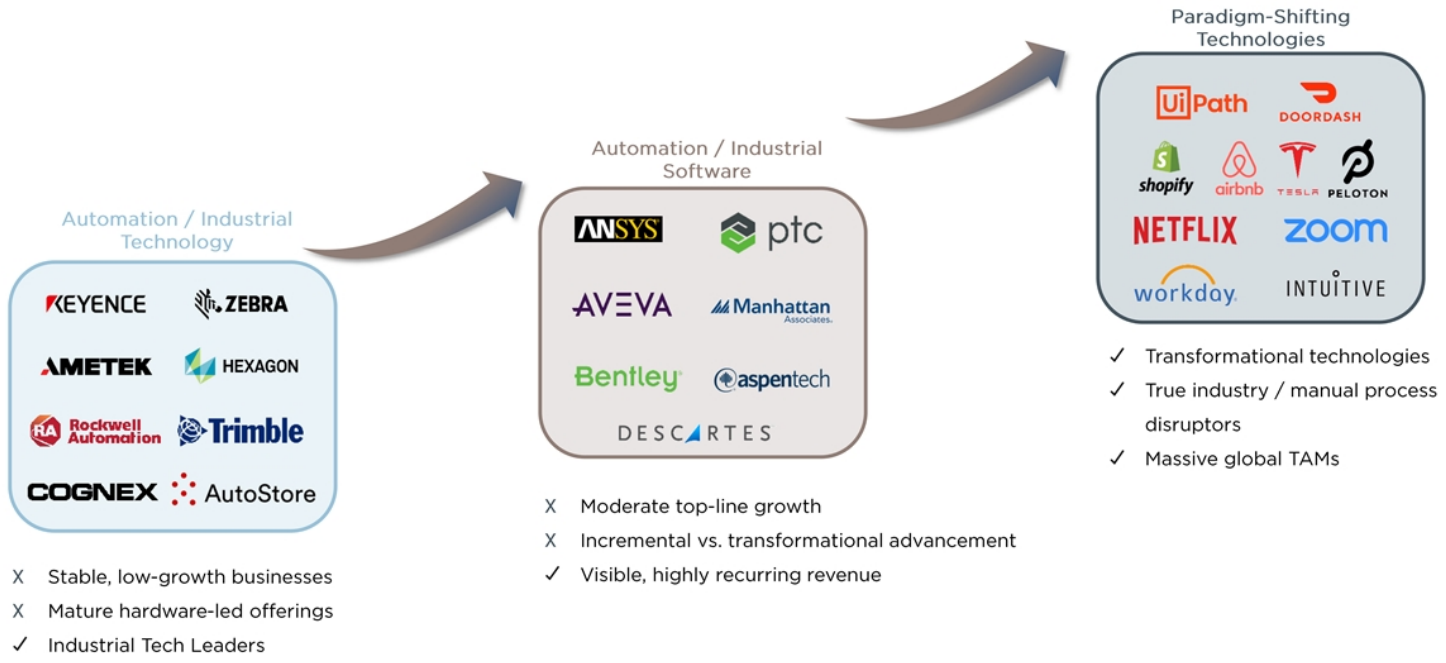 Automation / Industrial
Technology
KEYENCE
ZEBRA
AMETEK
HEXAGON
RA Rockwell
Automation
Trimble
COGNEX
AutoStore
X Stable, low-growth businesses
X Mature hardware-led offerings
✓ Industrial Tech Leaders
Automation / Industrial
Software
ANSYS
ptc
AVEVA
Manhattan
Associates.
Bentley
aspentech
DESCARTES
X Moderate top-line growth
X Incremental vs. transformational advancement
✓ Visible, highly recurring revenue
Paradigm-Shifting
Technologies
UiPath
DOORDASH
shopify
airbnb
TESLA
PELOTON
NETFLIX
zoom
workday.
INTUITIVE
✓ Transformational technologies
✓ True industry / manual process
disruptors
✓ Massive global TAMs